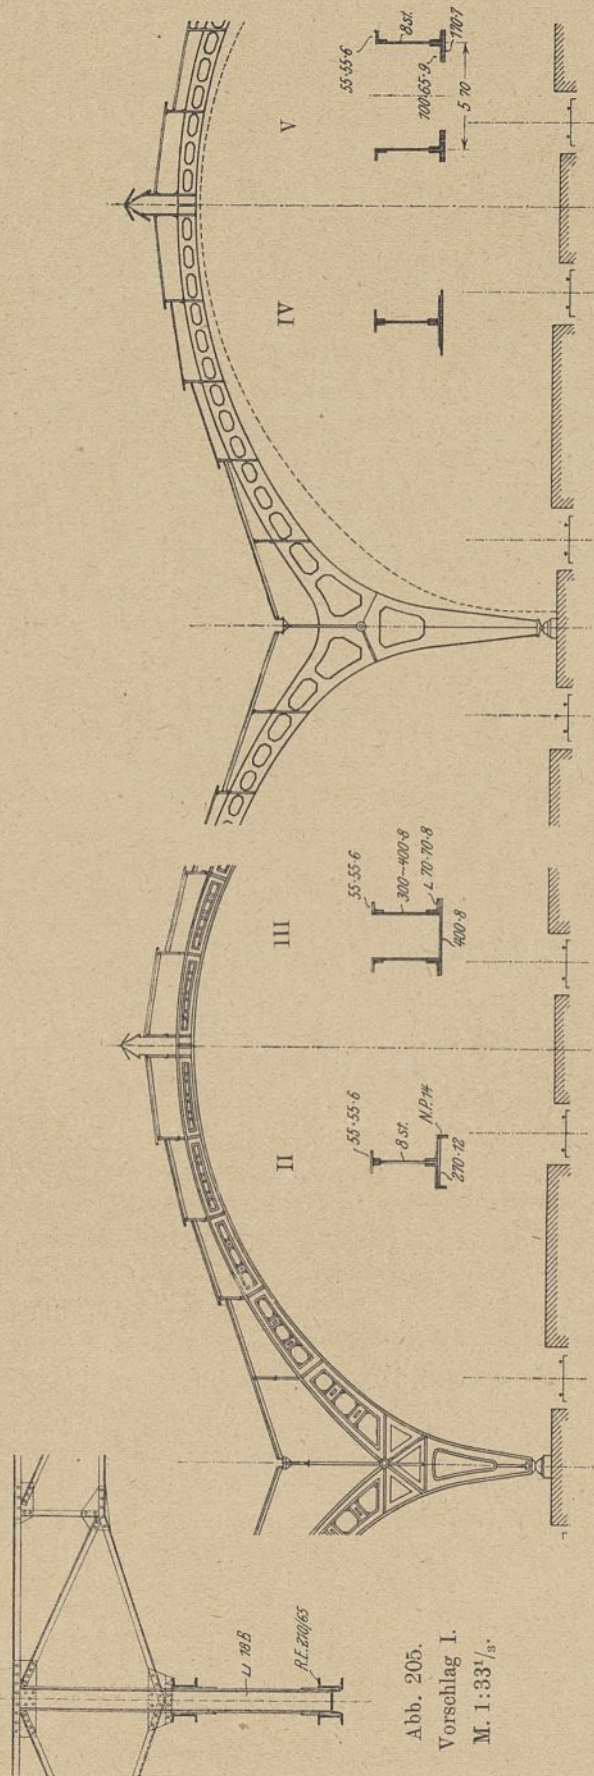 V
55·55·6
8 st.
100·65·9
170·7
5 70
IV
III
55·55·6
300–400·8
L 70·70·8
400·8
II
55·55·6
8 st.
N.P. 14
270·12
18 B
R.E. 270/65
Abb. 205.
Vorschlag I.
M. 1:33¹/₃.